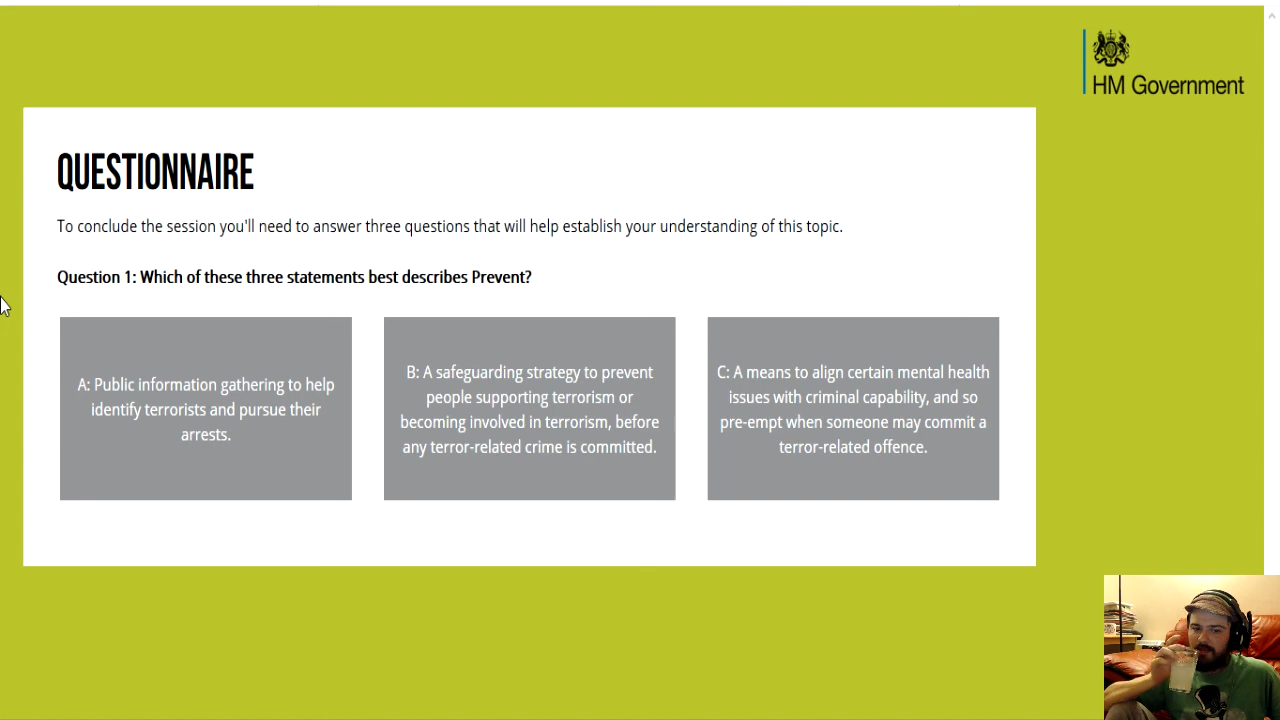 HM Government
QUESTIONNAIRE
To conclude the session you'll need to answer three questions that will help establish your understanding of this topic.
Question 1: Which of these three statements best describes Prevent?
A: Public information gathering to help
identify terrorists and pursue their
arrests.
B: A safeguarding strategy to prevent
people supporting terrorism or
becoming involved in terrorism, before
any terror-related crime is committed.
C: A means to align certain mental health
issues with criminal capability, and so
pre-empt when someone may commit a
terror-related offence.